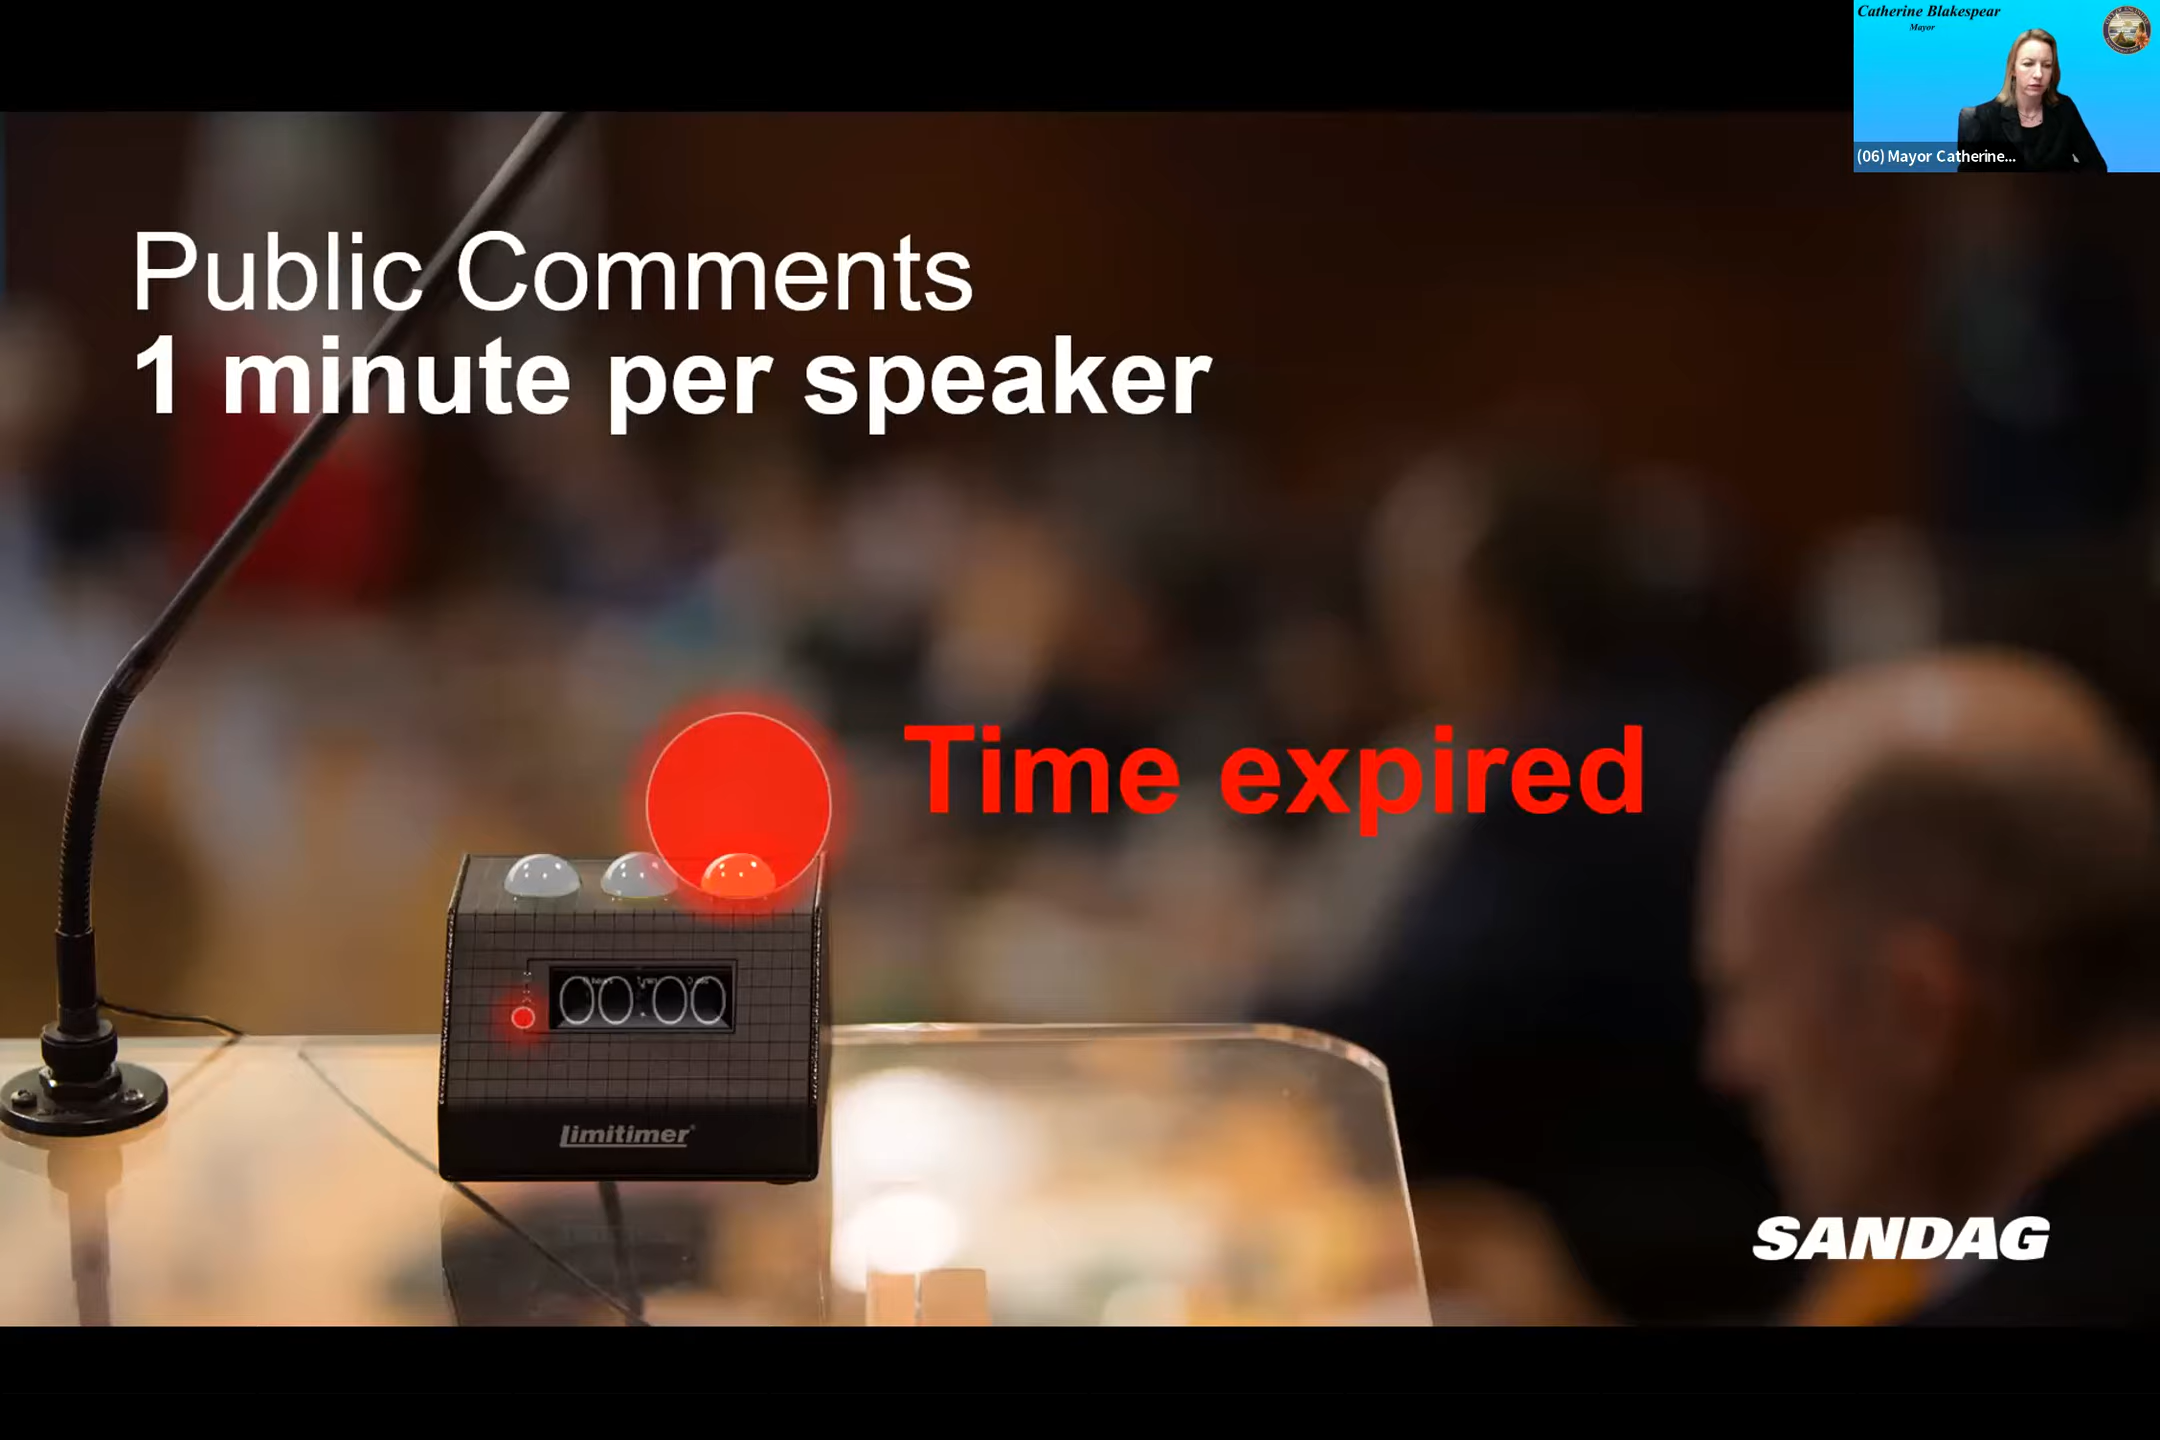 Catherine Blakespear
Mayor
(06) Mayor Catherine...
Public Comments
1 minute per speaker
Time expired
00:00
Limitimer
SANDAG